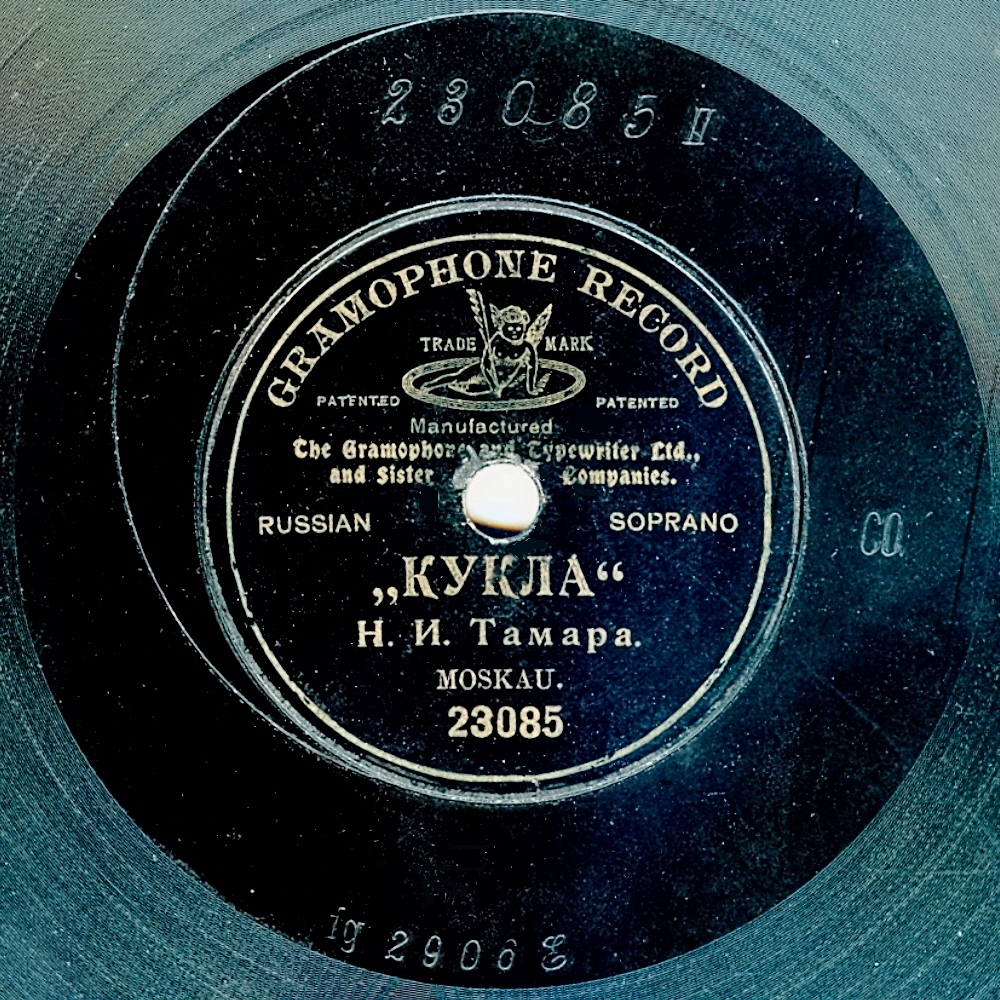 23085 II
GRAMOPHONE RECORD
TRADE MARK
PATENTED PATENTED
Manufactured
The Gramophone and Typewriter Ltd.,
and Sister Companies.
RUSSIAN SOPRANO
CO.
„КУКЛА“
Н. И. Тамара.
MOSKAU.
23085
2906